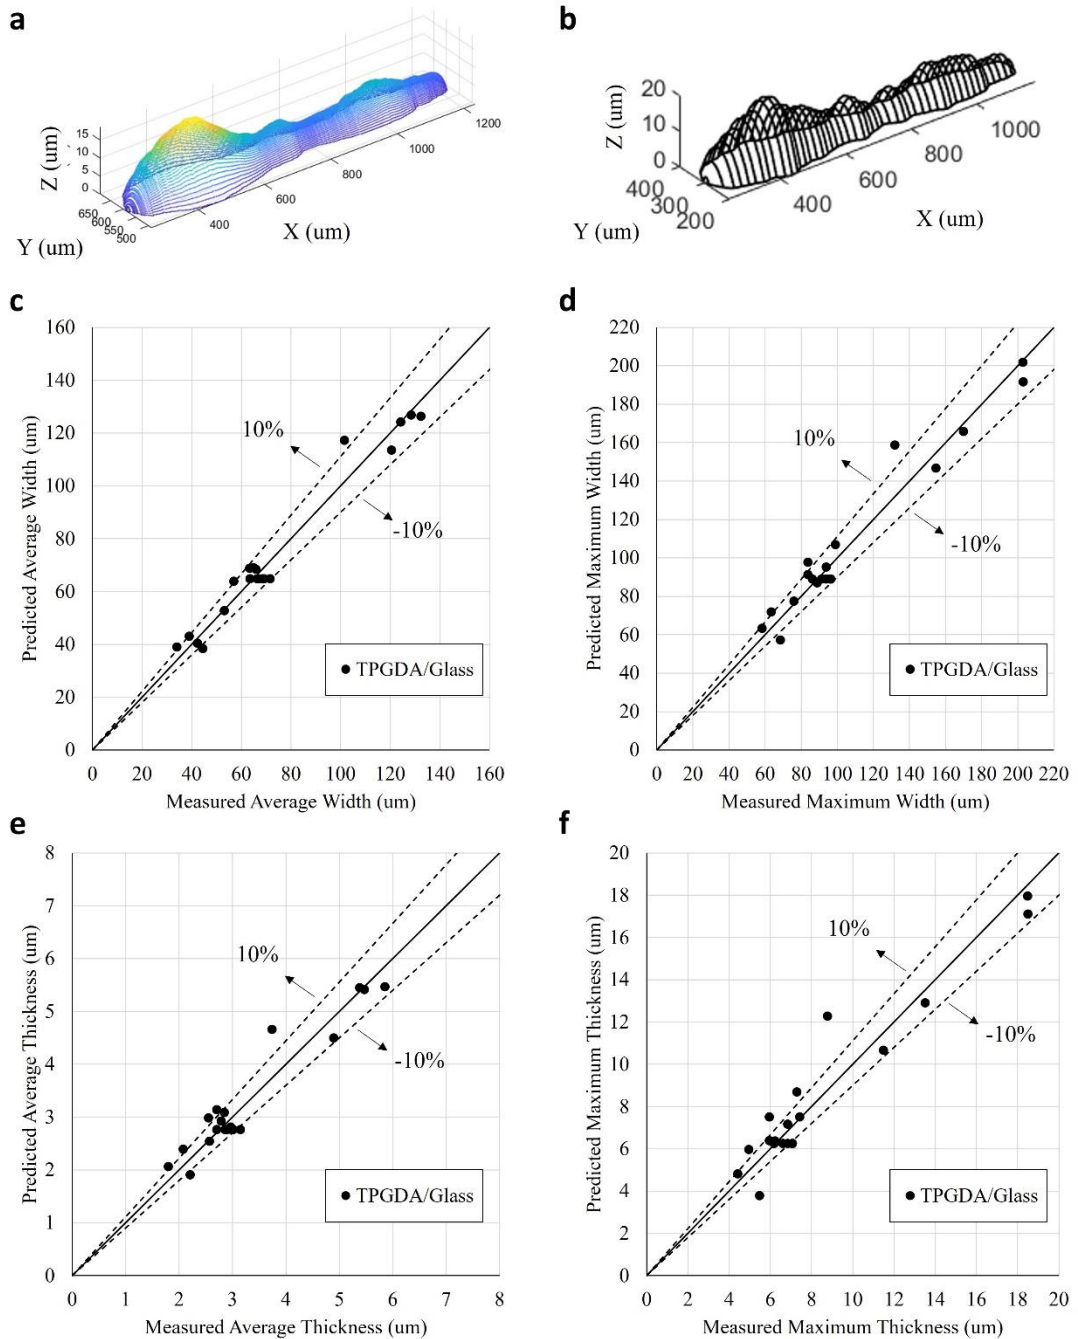 a
15
10
5
0
Z (um)
650
600
550
500
Y (um)
400
600
800
1000
1200
X (um)
b
20
10
0
Z (um)
400
300
200
Y (um)
400
600
800
1000
X (um)
c
160
140
120
100
80
60
40
20
0
Predicted Average Width (um)
10%
-10%
TPGDA/Glass
0 20 40 60 80 100 120 140 160
Measured Average Width (um)
d
220
200
180
160
140
120
100
80
60
40
20
0
Predicted Maximum Width (um)
10%
-10%
TPGDA/Glass
0 20 40 60 80 100 120 140 160 180 200 220
Measured Maximum Width (um)
e
8
7
6
5
4
3
2
1
0
Predicted Average Thickness (um)
10%
-10%
TPGDA/Glass
0 1 2 3 4 5 6 7 8
Measured Average Thickness (um)
f
20
18
16
14
12
10
8
6
4
2
0
Predicted Maximum Thickness (um)
10%
-10%
TPGDA/Glass
0 2 4 6 8 10 12 14 16 18 20
Measured Maximum Thickness (um)